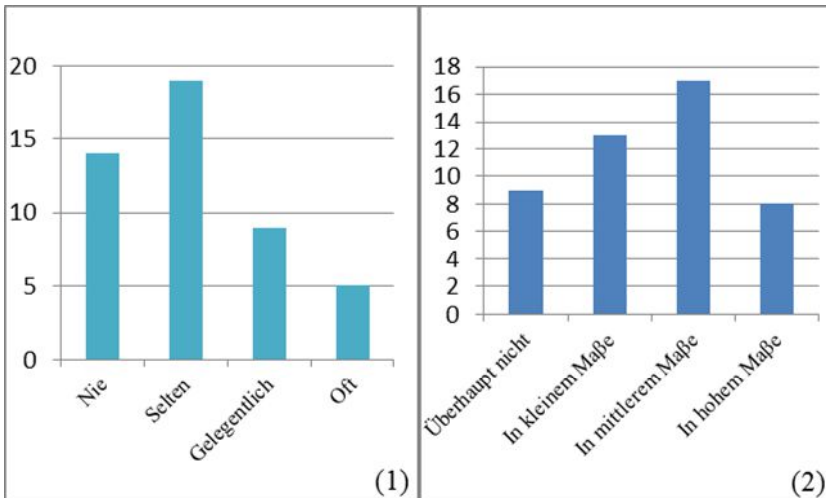 20
15
10
5
0
Nie
Selten
Gelegentlich
Oft
(1)
18
16
14
12
10
8
6
4
2
0
Überhaupt nicht
In kleinem Maße
In mittlerem Maße
In hohem Maße
(2)